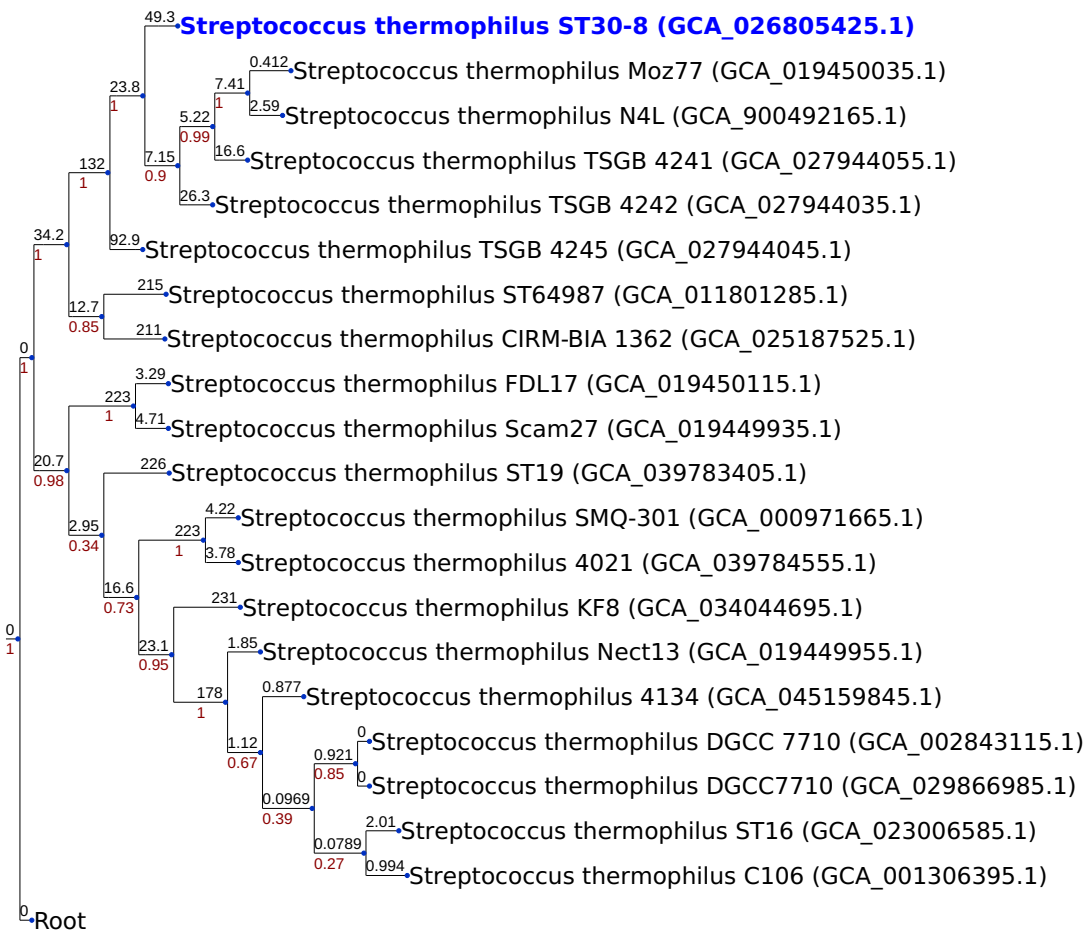 49.3 Streptococcus thermophilus ST30-8 (GCA_026805425.1)
0.412 Streptococcus thermophilus Moz77 (GCA_019450035.1)
7.41
23.8
1
1
2.59 Streptococcus thermophilus N4L (GCA_900492165.1)
5.22
0.99
7.15
16.6 Streptococcus thermophilus TSGB 4241 (GCA_027944055.1)
132
0.9
1
26.3 Streptococcus thermophilus TSGB 4242 (GCA_027944035.1)
34.2
92.9 Streptococcus thermophilus TSGB 4245 (GCA_027944045.1)
1
215 Streptococcus thermophilus ST64987 (GCA_011801285.1)
12.7
0.85
211 Streptococcus thermophilus CIRM-BIA 1362 (GCA_025187525.1)
0
1
3.29 Streptococcus thermophilus FDL17 (GCA_019450115.1)
223
1
4.71 Streptococcus thermophilus Scam27 (GCA_019449935.1)
20.7
226 Streptococcus thermophilus ST19 (GCA_039783405.1)
0.98
4.22 Streptococcus thermophilus SMQ-301 (GCA_000971665.1)
2.95
223
0.34
1
3.78 Streptococcus thermophilus 4021 (GCA_039784555.1)
16.6
231 Streptococcus thermophilus KF8 (GCA_034044695.1)
0.73
0
1
23.1
1.85 Streptococcus thermophilus Nect13 (GCA_019449955.1)
0.95
178
0.877 Streptococcus thermophilus 4134 (GCA_045159845.1)
1
1.12
0 Streptococcus thermophilus DGCC 7710 (GCA_002843115.1)
0.67
0.921
0.85
0 Streptococcus thermophilus DGCC7710 (GCA_029866985.1)
0.0969
0.39
2.01 Streptococcus thermophilus ST16 (GCA_023006585.1)
0.0789
0.27
0.994 Streptococcus thermophilus C106 (GCA_001306395.1)
0 Root